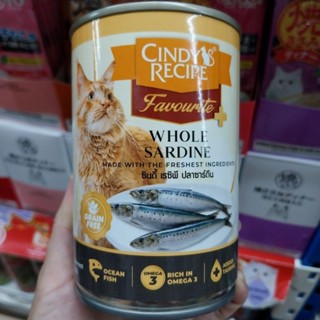 CINDY'S
RECIPE
Favourite
WHOLE
SARDINE
MADE WITH THE FRESHEST INGREDIENTS
ซินดี้ เรซิพี ปลาซาร์ดีน
GRAIN
FREE
OCEAN
FISH
OMEGA
3
RICH IN
OMEGA 3